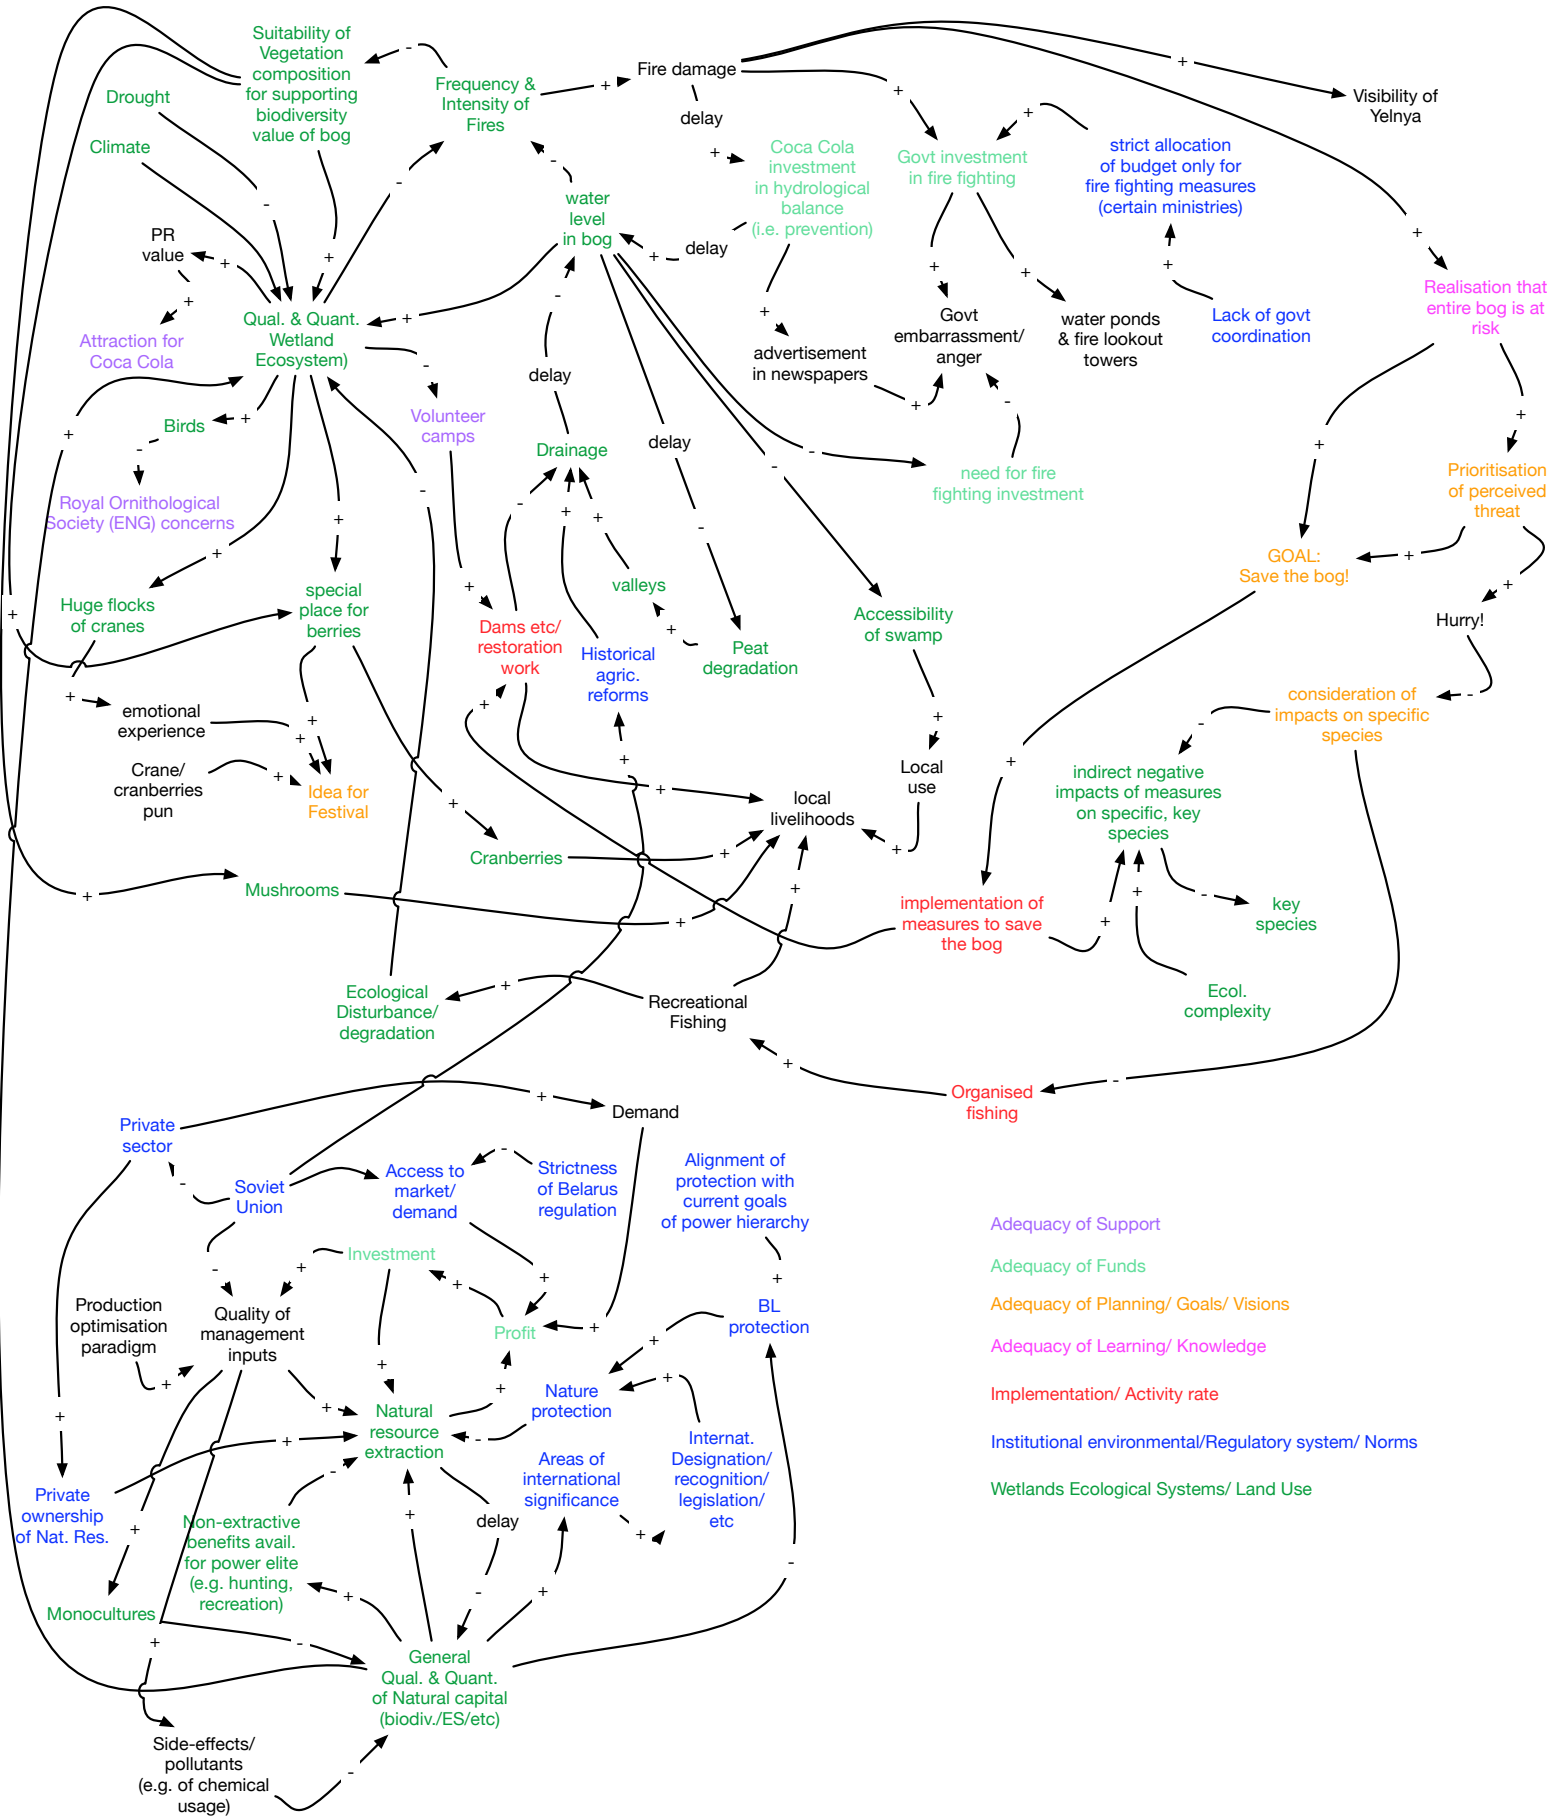 Suitability of
Vegetation
composition
for supporting
biodiversity
value of bog
Drought
Climate
Frequency &
Intensity of
Fires
Fire damage
delay
Visibility of
Yelnya
Coca Cola
investment
in hydrological
balance
(i.e. prevention)
Govt investment
in fire fighting
strict allocation
of budget only for
fire fighting measures
(certain ministries)
water
level
in bog
delay
PR
value
Attraction for
Coca Cola
Qual. & Quant.
Wetland
Ecosystem)
Realisation that
entire bog is at
risk
Lack of govt
coordination
Govt
embarrassment/
anger
water ponds
& fire lookout
towers
advertisement
in newspapers
delay
Birds
Volunteer
camps
Drainage
delay
need for fire
fighting investment
Prioritisation
of perceived
threat
Royal Ornithological
Society (ENG) concerns
GOAL:
Save the bog!
Huge flocks
of cranes
special
place for
berries
valleys
Dams etc/
restoration
work
Historical
agric.
reforms
Peat
degradation
Accessibility
of swamp
Hurry!
emotional
experience
Crane/
cranberries
pun
Idea for
Festival
consideration of
impacts on specific
species
Local
use
local
livelihoods
indirect negative
impacts of measures
on specific, key
species
Cranberries
Mushrooms
implementation of
measures to save
the bog
key
species
Ecological
Disturbance/
degradation
Recreational
Fishing
Ecol.
complexity
Organised
fishing
Demand
Private
sector
Soviet
Union
Access to
market/
demand
Strictness
of Belarus
regulation
Alignment of
protection with
current goals
of power hierarchy
Investment
Production
optimisation
paradigm
Quality of
management
inputs
Profit
BL
protection
Nature
protection
Natural
resource
extraction
Internat.
Designation/
recognition/
legislation/
etc
Areas of
international
significance
Private
ownership
of Nat. Res.
Non-extractive
benefits avail.
for power elite
(e.g. hunting,
recreation)
delay
Monocultures
General
Qual. & Quant.
of Natural capital
(biodiv./ES/etc)
Side-effects/
pollutants
(e.g. of chemical
usage)
Adequacy of Support
Adequacy of Funds
Adequacy of Planning/ Goals/ Visions
Adequacy of Learning/ Knowledge
Implementation/ Activity rate
Institutional environmental/Regulatory system/ Norms
Wetlands Ecological Systems/ Land Use